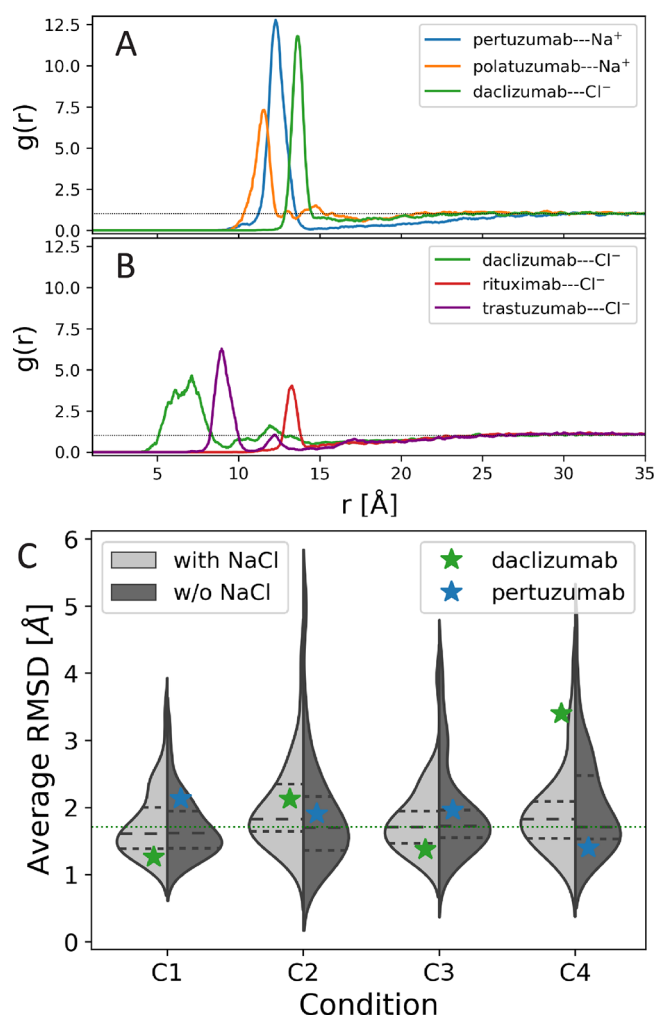 A
12.5
10.0
7.5
5.0
2.5
0.0
g(r)
pertuzumab---Na⁺
polatuzumab---Na⁺
daclizumab---Cl⁻
B
12.5
10.0
7.5
5.0
2.5
0.0
g(r)
daclizumab---Cl⁻
rituximab---Cl⁻
trastuzumab---Cl⁻
5 10 15 20 25 30 35
r [Å]
C
6
5
4
3
2
1
0
Average RMSD [Å]
with NaCl
w/o NaCl
daclizumab
pertuzumab
C1 C2 C3 C4
Condition